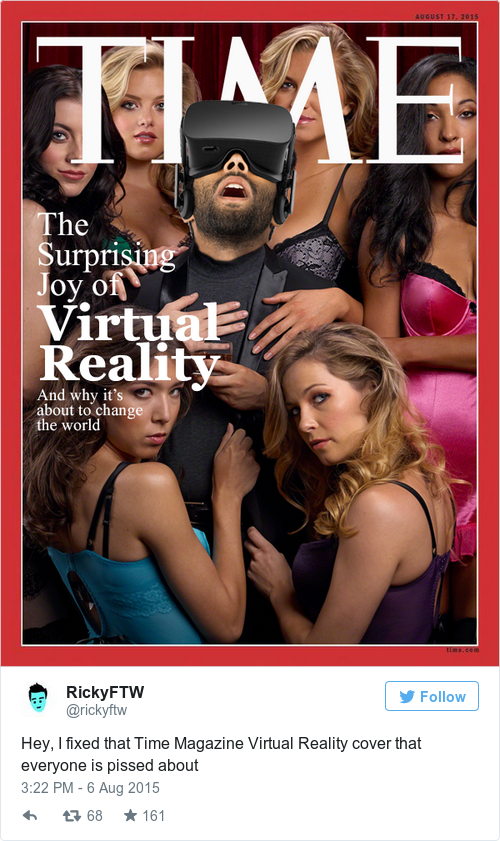 AUGUST 17, 2015
TIME
The
Surprising
Joy of
Virtual
Reality
And why it's
about to change
the world
time.com
RickyFTW
@rickyftw
Follow
Hey, I fixed that Time Magazine Virtual Reality cover that
everyone is pissed about
3:22 PM - 6 Aug 2015
68 161